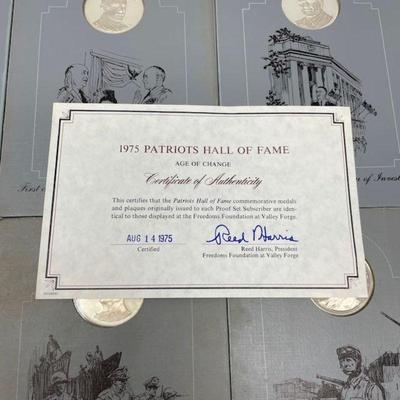 First
of Invest
1975 PATRIOTS HALL OF FAME
AGE OF CHANGE
Certificate of Authenticity
This certifies that the Patriots Hall of Fame commemorative medals
and plaques originally issued to each Proof Set Subscriber are iden-
tical to those displayed at the Freedoms Foundation at Valley Forge.
AUG 14 1975
Certified
Reed Harris
Reed Harris, President
Freedoms Foundation at Valley Forge